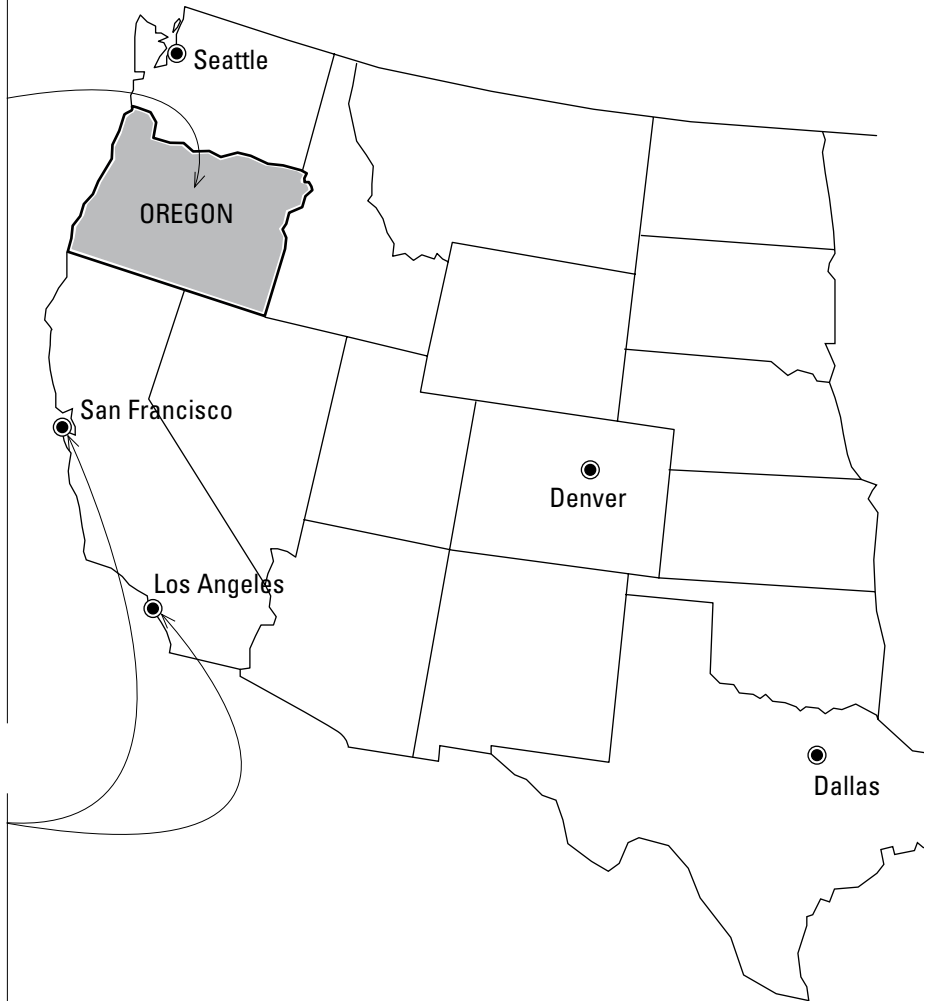 Seattle
OREGON
San Francisco
Denver
Los Angeles
Dallas